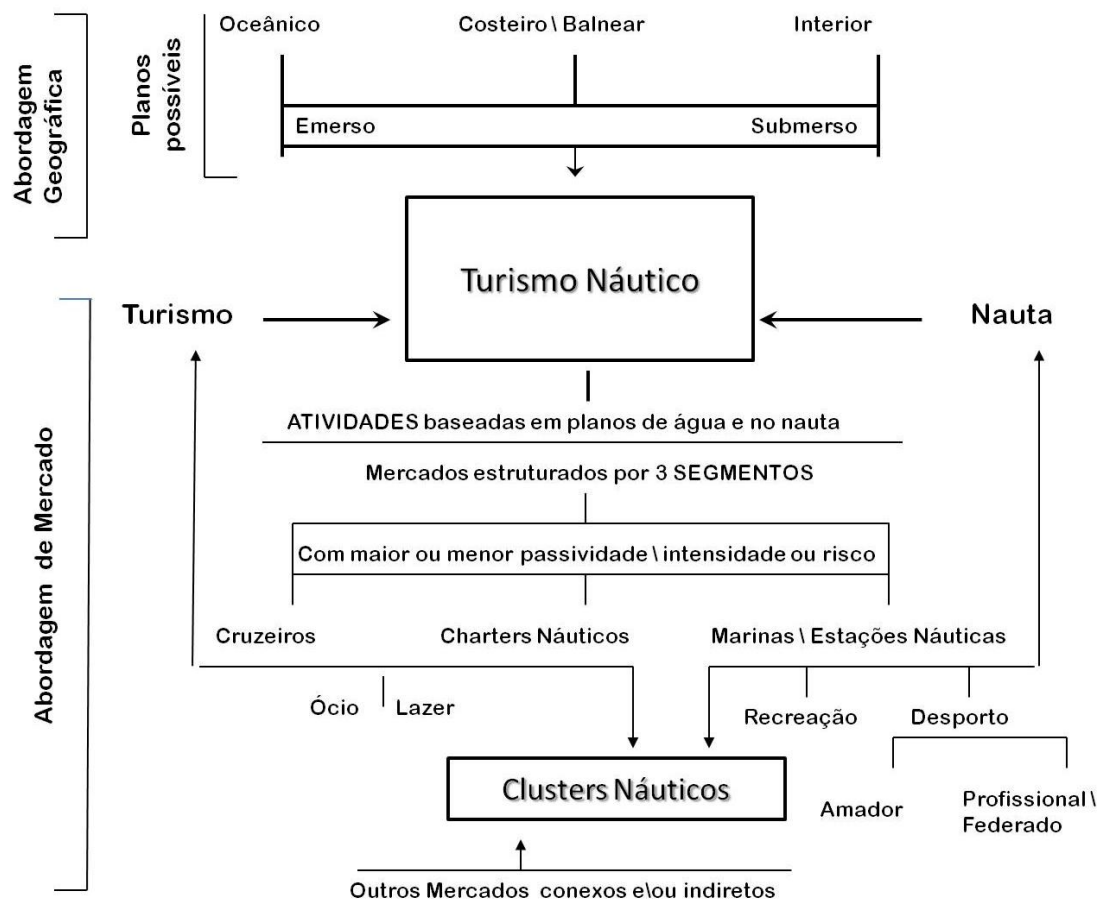 Abordagem
Geográfica
Planos
possíveis
Oceânico
Costeiro \ Balnear
Interior
Emerso
Submerso
Turismo Náutico
Turismo
Nauta
Abordagem de Mercado
ATIVIDADES baseadas em planos de água e no nauta
Mercados estruturados por 3 SEGMENTOS
Com maior ou menor passividade \ intensidade ou risco
Cruzeiros
Charters Náuticos
Marinas \ Estações Náuticas
Ócio
Lazer
Recreação
Desporto
Clusters Náuticos
Amador
Profissional \
Federado
Outros Mercados conexos e\ou indiretos